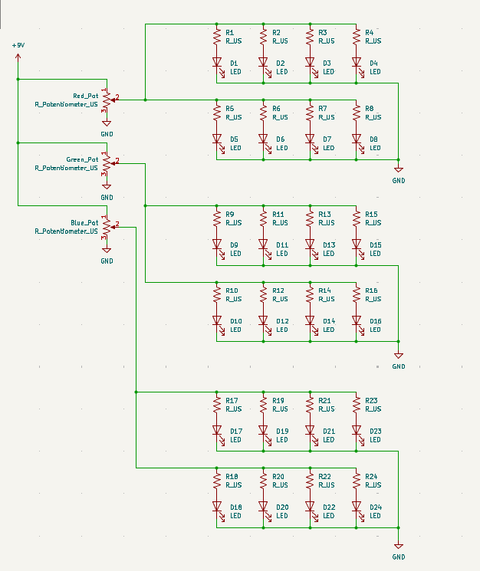 +9V
R1 R2 R3 R4
R_US R_US R_US R_US
D1 D2 D3 D4
LED LED LED LED
Red_Pot
R_Potentiometer_US
1
2
3
GND
R5 R6 R7 R8
R_US R_US R_US R_US
D5 D6 D7 D8
LED LED LED LED
GND
Green_Pot
R_Potentiometer_US
1
2
3
GND
Blue_Pot
R_Potentiometer_US
1
2
3
GND
R9 R11 R13 R15
R_US R_US R_US R_US
D9 D11 D13 D15
LED LED LED LED
R10 R12 R14 R16
R_US R_US R_US R_US
D10 D12 D14 D16
LED LED LED LED
GND
R17 R19 R21 R23
R_US R_US R_US R_US
D17 D19 D21 D23
LED LED LED LED
R18 R20 R22 R24
R_US R_US R_US R_US
D18 D20 D22 D24
LED LED LED LED
GND